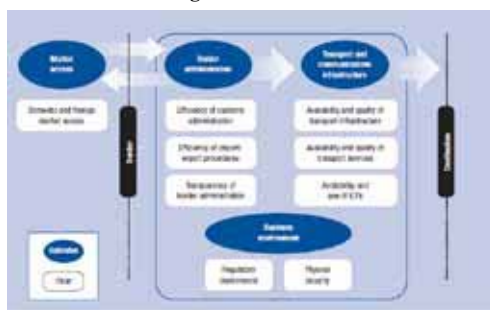 Market
access
Border
administration
Transport and
communications
infrastructure
Domestic and foreign
market access
Efficiency of customs
administration
Efficiency of import-
export procedures
Transparency of
border administration
Availability and quality of
transport infrastructure
Availability and quality of
transport services
Availability and
use of ICTs
Border
Destination
Business
environment
Regulatory
environment
Physical
security
Subindex
Pillar